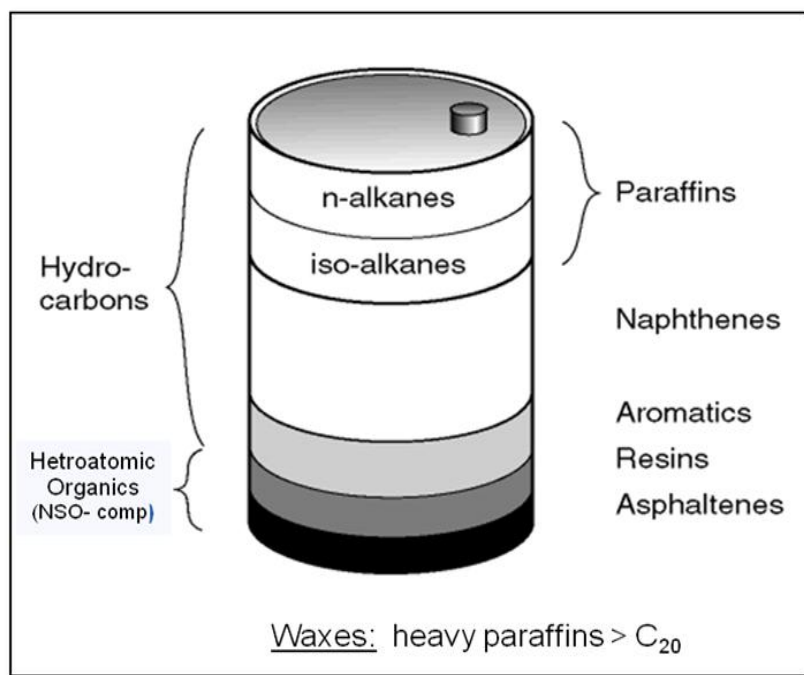 n-alkanes
iso-alkanes
Hydro-
carbons
Hetroatomic
Organics
(NSO- comp)
Paraffins
Naphthenes
Aromatics
Resins
Asphaltenes
Waxes: heavy paraffins > C₂₀